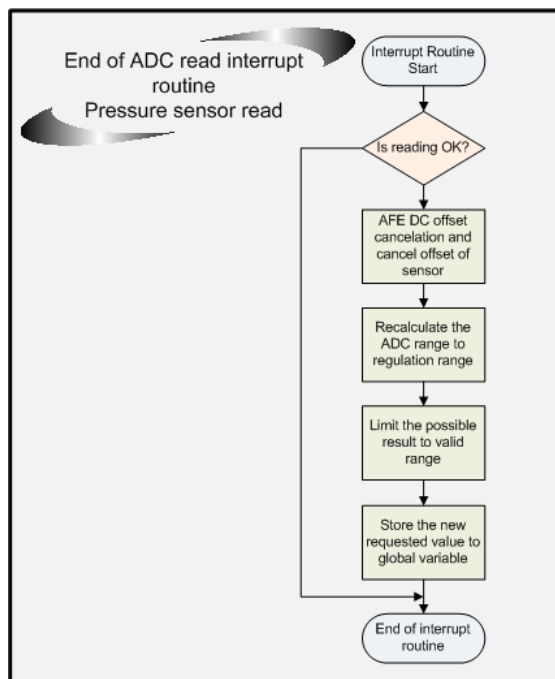 End of ADC read interrupt
routine
Pressure sensor read
Interrupt Routine
Start
Is reading OK?
AFE DC offset
cancelation and
cancel offset of
sensor
Recalculate the
ADC range to
regulation range
Limit the possible
result to valid
range
Store the new
requested value to
global variable
End of interrupt
routine